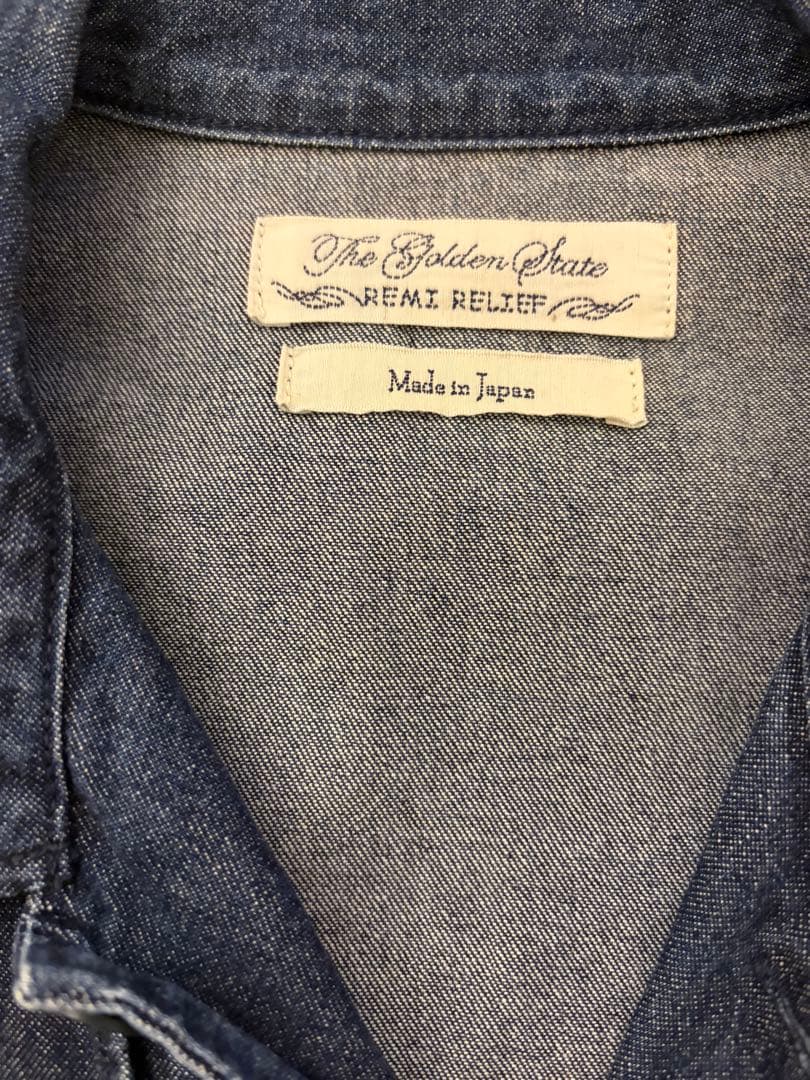 The Golden State
REMI RELIEF
Made in Japan